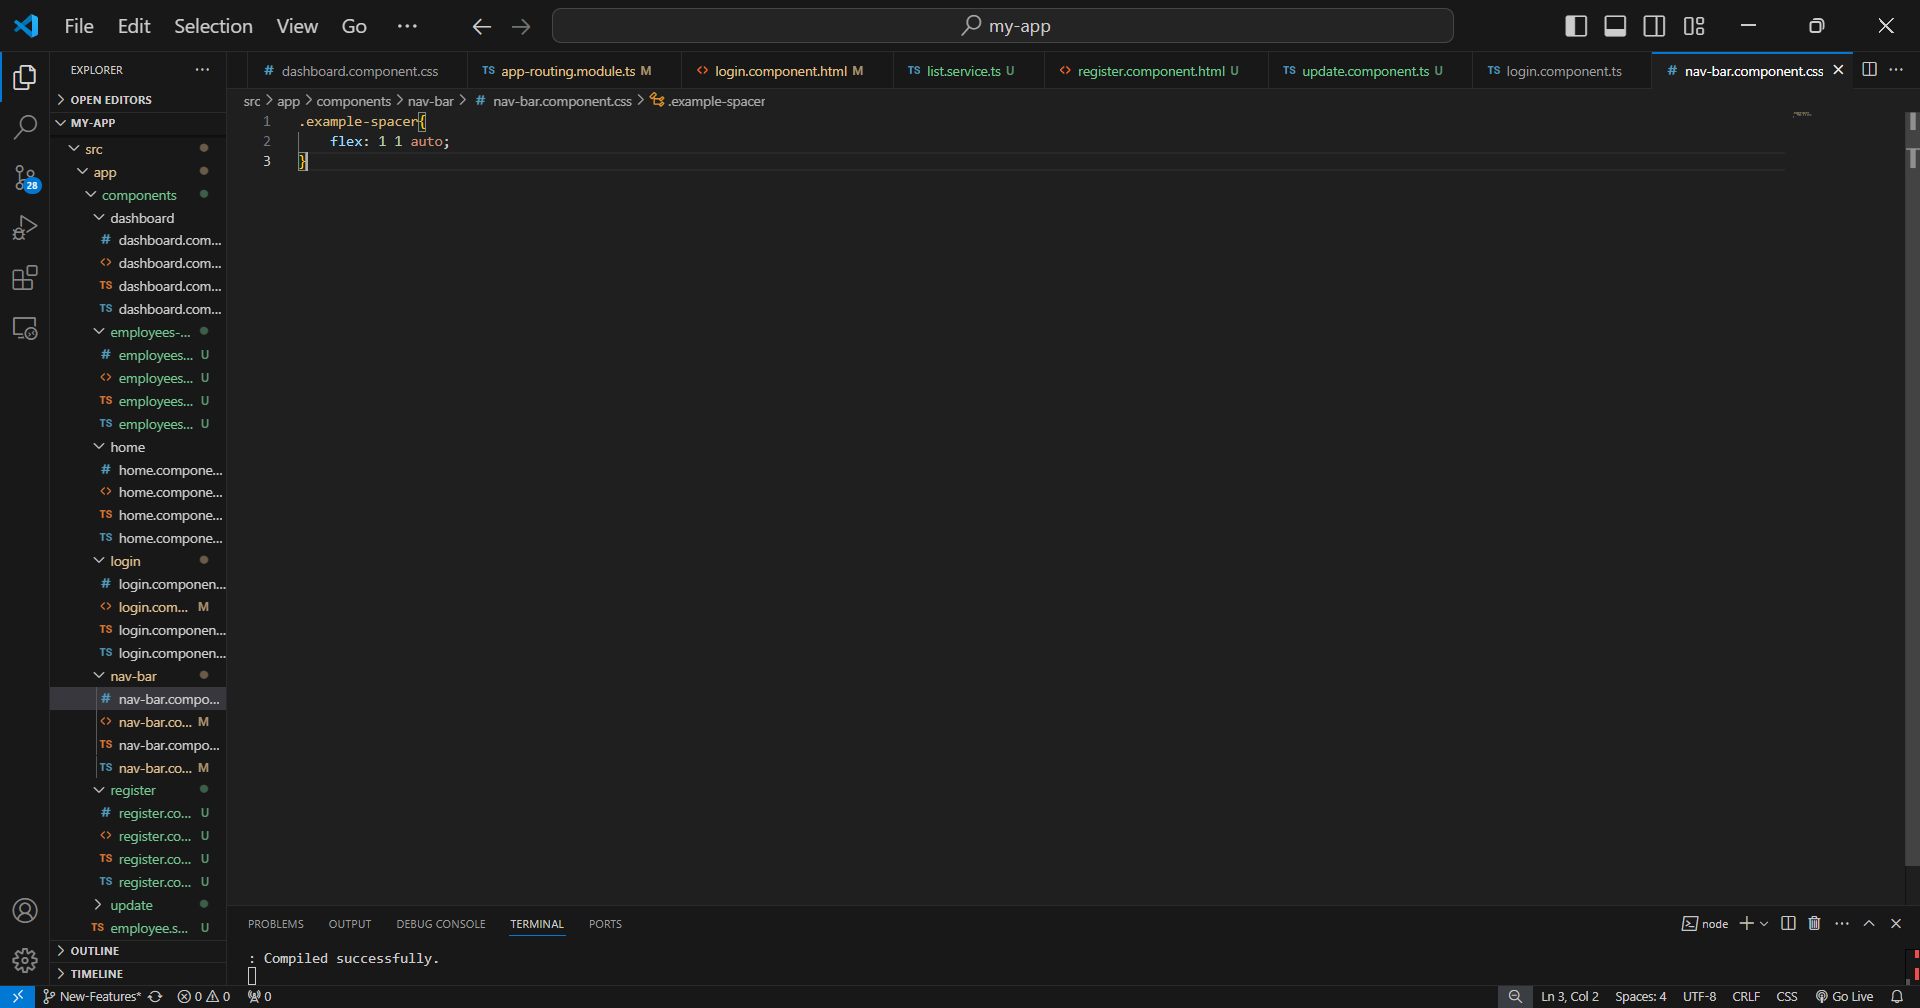 File Edit Selection View Go ··· my-app
EXPLORER ···
OPEN EDITORS
MY-APP
src
app
components
dashboard
# dashboard.com...
<> dashboard.com...
TS dashboard.com...
TS dashboard.com...
employees-...
# employees... U
<> employees... U
TS employees... U
TS employees... U
home
# home.compone...
<> home.compone...
TS home.compone...
TS home.compone...
login
# login.componen...
<> login.com... M
TS login.componen...
TS login.componen...
nav-bar
# nav-bar.compo...
<> nav-bar.co... M
TS nav-bar.compo...
TS nav-bar.co... M
register
# register.co... U
<> register.co... U
TS register.co... U
TS register.co... U
update
TS employee.s... U
OUTLINE
TIMELINE
28
# dashboard.component.css TS app-routing.module.ts M <> login.component.html M TS list.service.ts U <> register.component.html U TS update.component.ts U TS login.component.ts # nav-bar.component.css
src > app > components > nav-bar > # nav-bar.component.css > .example-spacer
1 .example-spacer{
2 flex: 1 1 auto;
3 }
PROBLEMS OUTPUT DEBUG CONSOLE TERMINAL PORTS node
: Compiled successfully.
New-Features* 0 0 0 Ln 3, Col 2 Spaces: 4 UTF-8 CRLF CSS Go Live